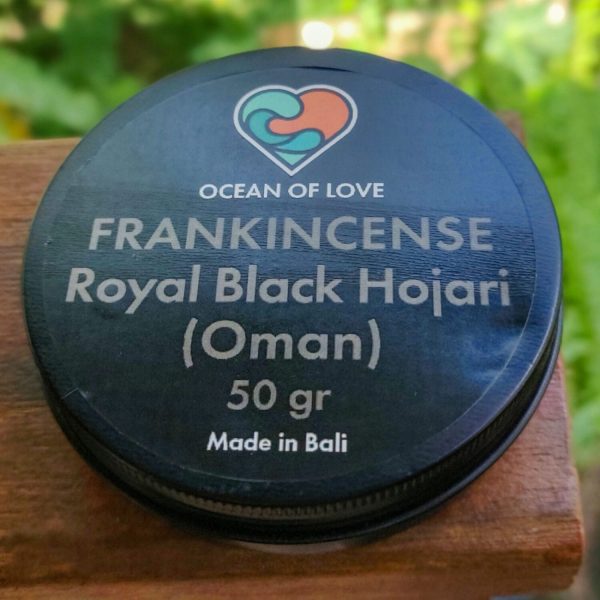 OCEAN OF LOVE
FRANKINCENSE
Royal Black Hojari
(Oman)
50 gr
Made in Bali